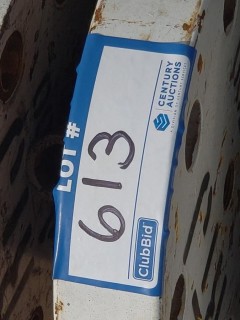 LOT #
613
CENTURY
AUCTIONS
ClubBid